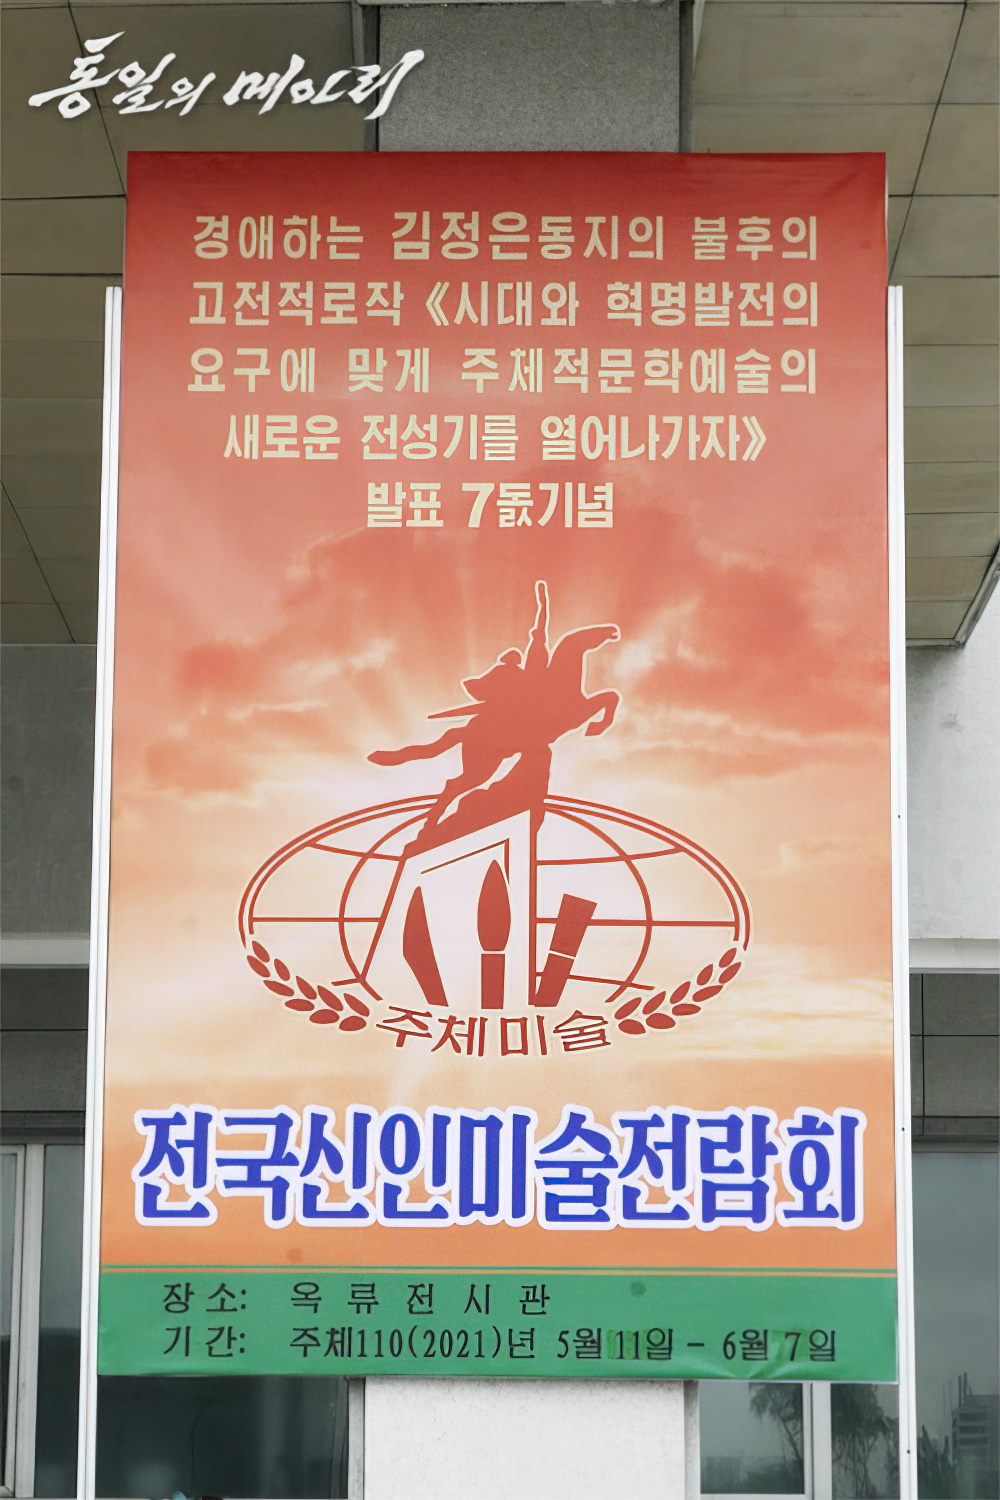 통일의 메아리
경애하는 김정은동지의 불후의
고전적로작 《시대와 혁명발전의
요구에 맞게 주체적문학예술의
새로운 전성기를 열어나가자》
발표 7돐기념
주체미술
전국신인미술전람회
장 소: 옥 류 전 시 관
기 간: 주체110(2021)년 5월 11일 - 6월 7일